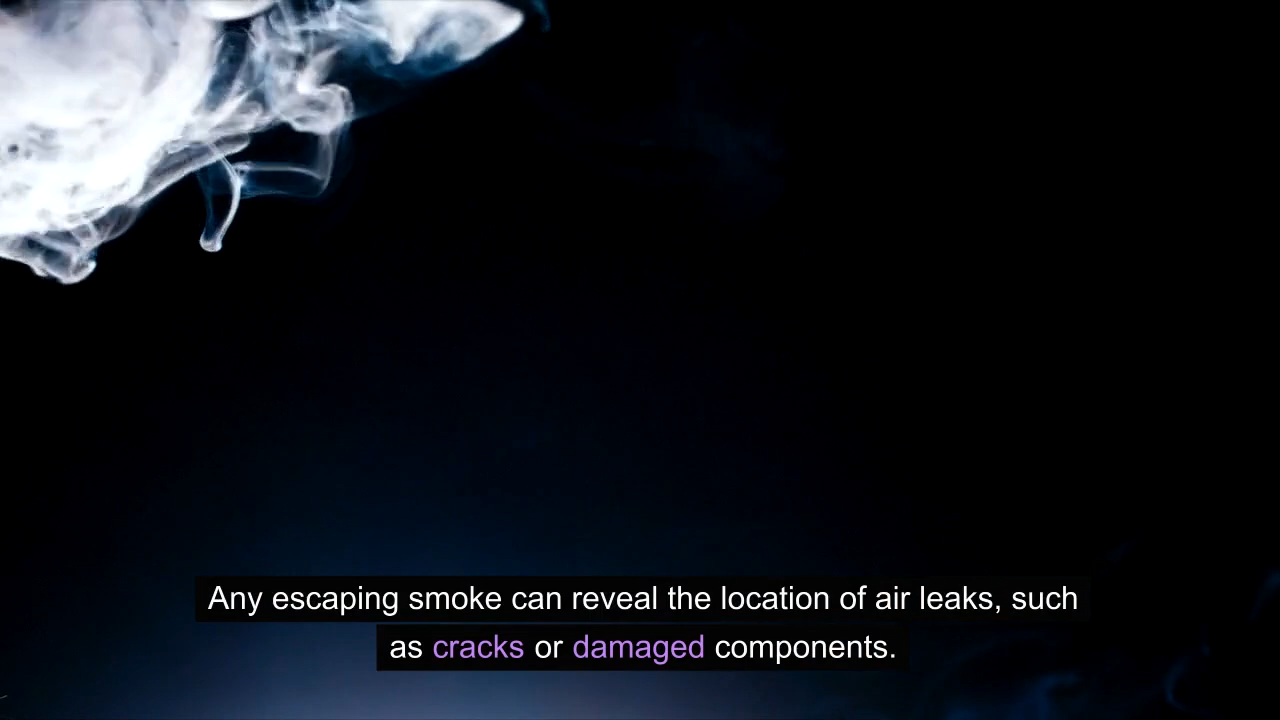 Any escaping smoke can reveal the location of air leaks, such
as cracks or damaged components.